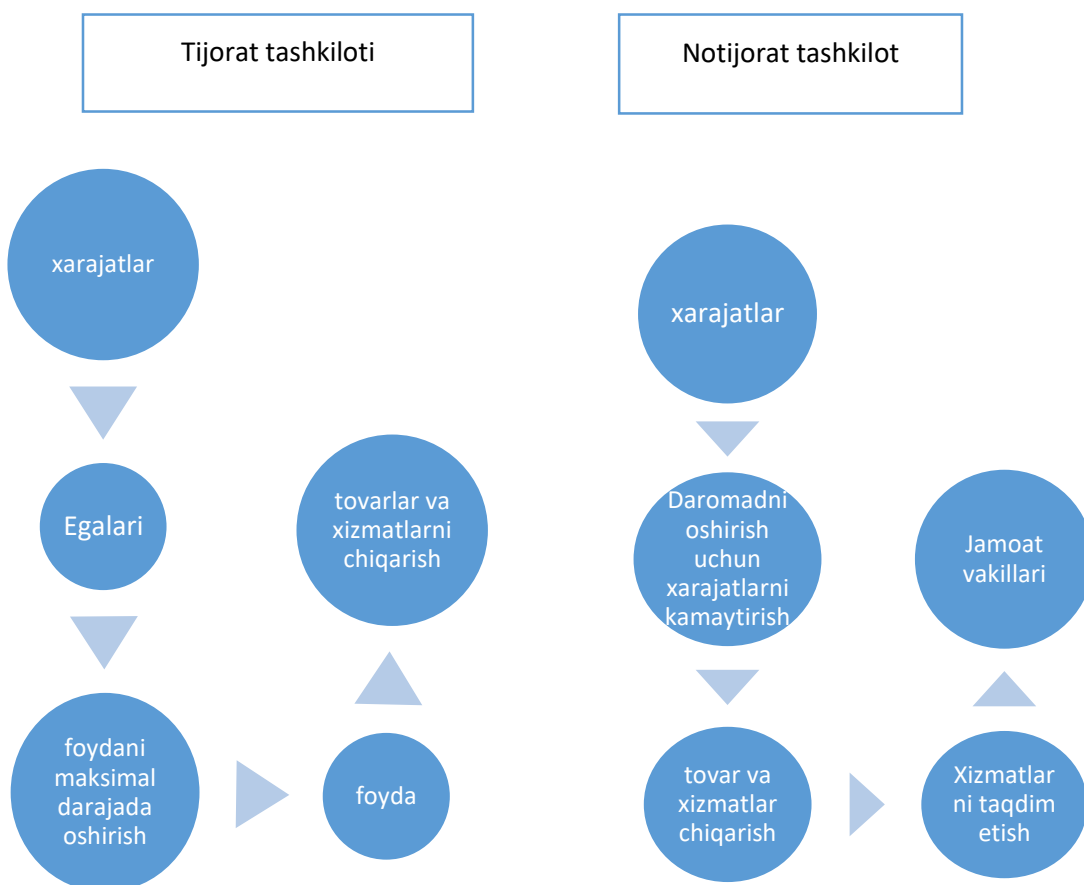 Tijorat tashkiloti
Notijorat tashkilot
xarajatlar
Egalari
foydani
maksimal
darajada
oshirish
foyda
tovarlar va
xizmatlarni
chiqarish
xarajatlar
Daromadni
oshirish
uchun
xarajatlarni
kamaytirish
tovar va
xizmatlar
chiqarish
Xizmatlar
ni taqdim
etish
Jamoat
vakillari